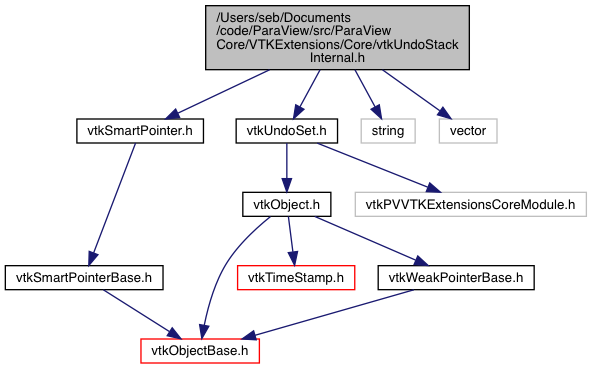 /Users/seb/Documents
/code/ParaView/src/ParaView
Core/VTKExtensions/Core/vtkUndoStack
Internal.h
vtkSmartPointer.h
vtkUndoSet.h
string
vector
vtkObject.h
vtkPVVTKExtensionsCoreModule.h
vtkSmartPointerBase.h
vtkTimeStamp.h
vtkWeakPointerBase.h
vtkObjectBase.h